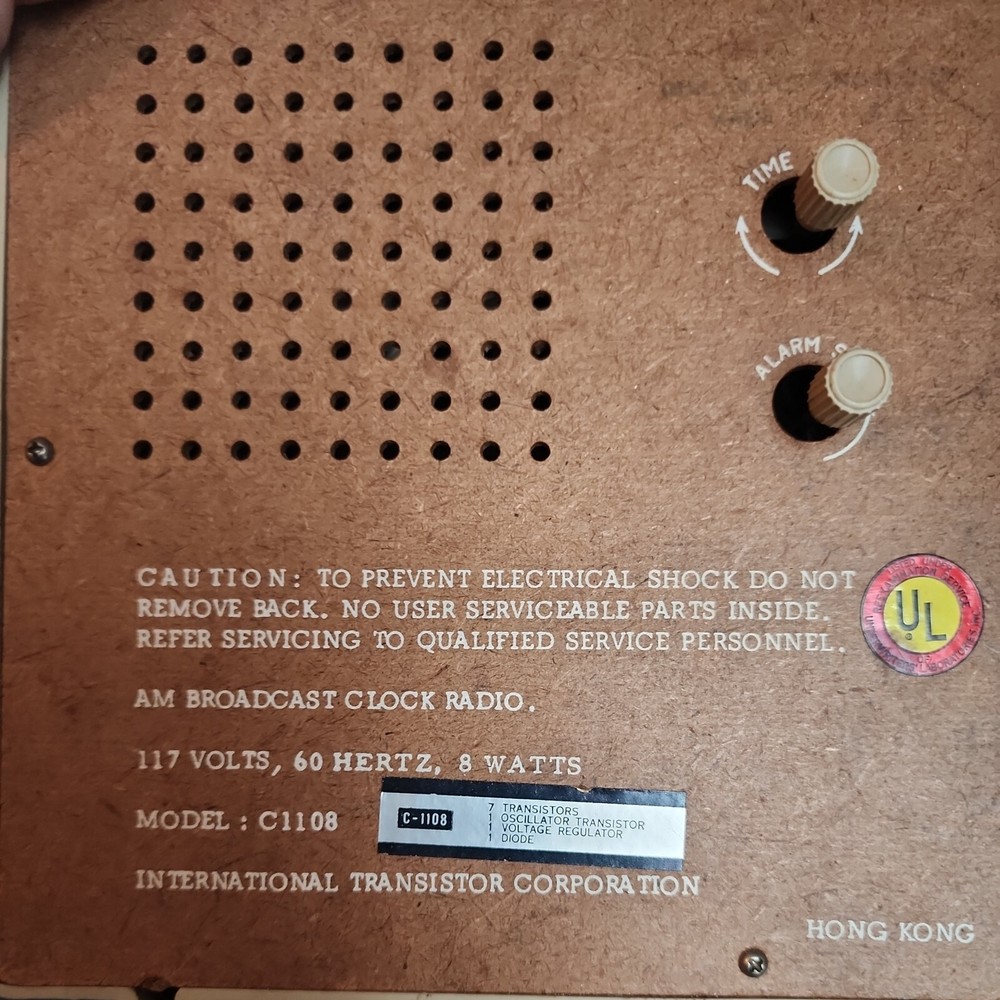 TIME
ALARM
CAUTION: TO PREVENT ELECTRICAL SHOCK DO NOT
REMOVE BACK. NO USER SERVICEABLE PARTS INSIDE.
REFER SERVICING TO QUALIFIED SERVICE PERSONNEL.
UL
AM BROADCAST CLOCK RADIO.
117 VOLTS, 60 HERTZ, 8 WATTS
MODEL : C1108
C-1108
7 TRANSISTORS
1 OSCILLATOR TRANSISTOR
1 VOLTAGE REGULATOR
1 DIODE
INTERNATIONAL TRANSISTOR CORPORATION
HONG KONG